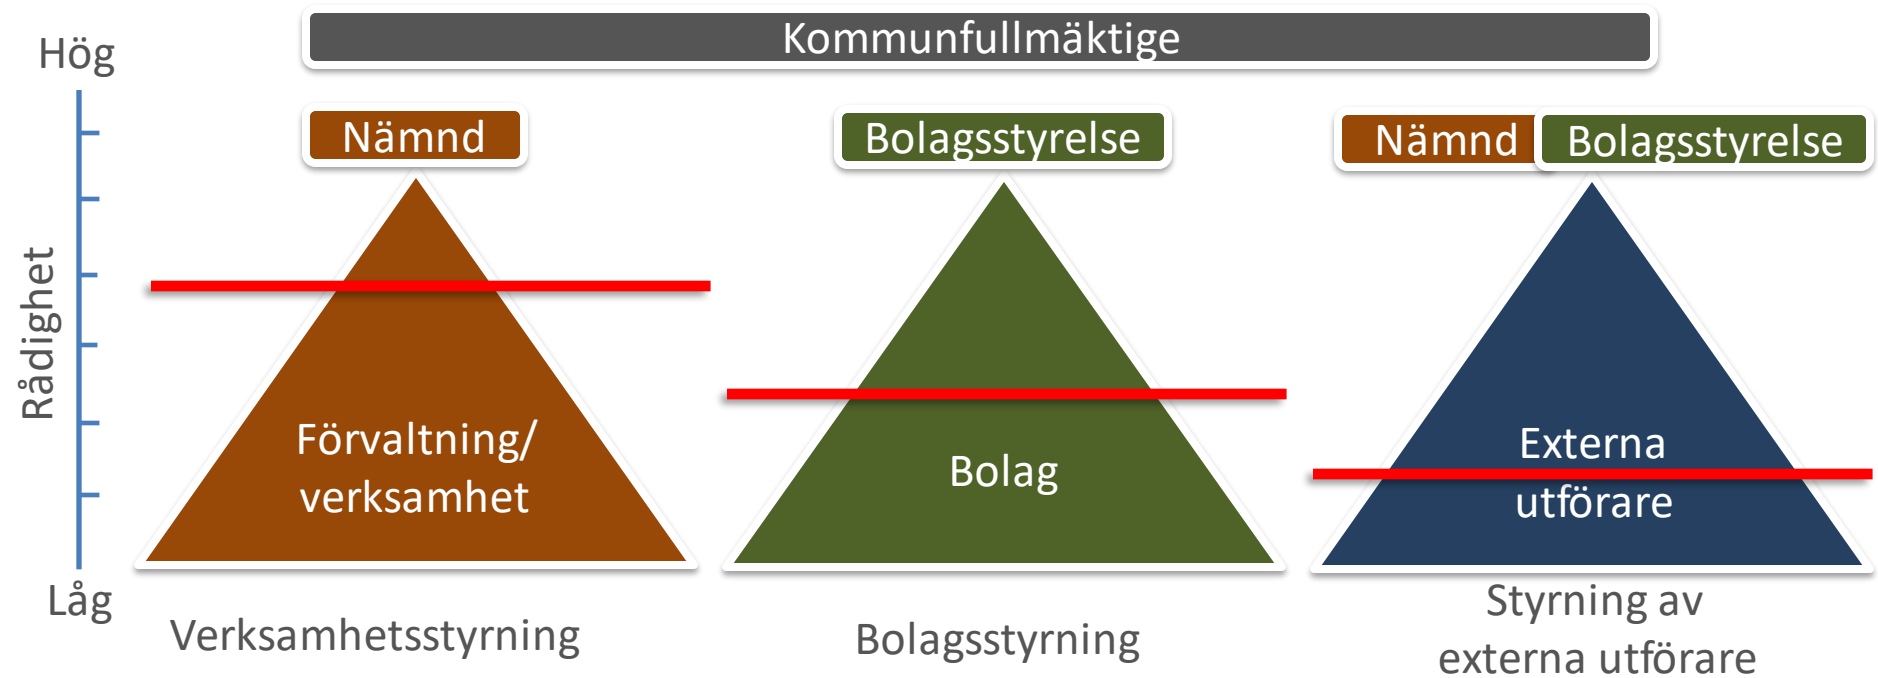 Kommunfullmäktige
Hög
Nämnd
Bolagsstyrelse
Nämnd
Bolagsstyrelse
Rådighet
Förvaltning/
verksamhet
Bolag
Externa
utförare
Låg
Verksamhetsstyrning
Bolagsstyrning
Styrning av
externa utförare